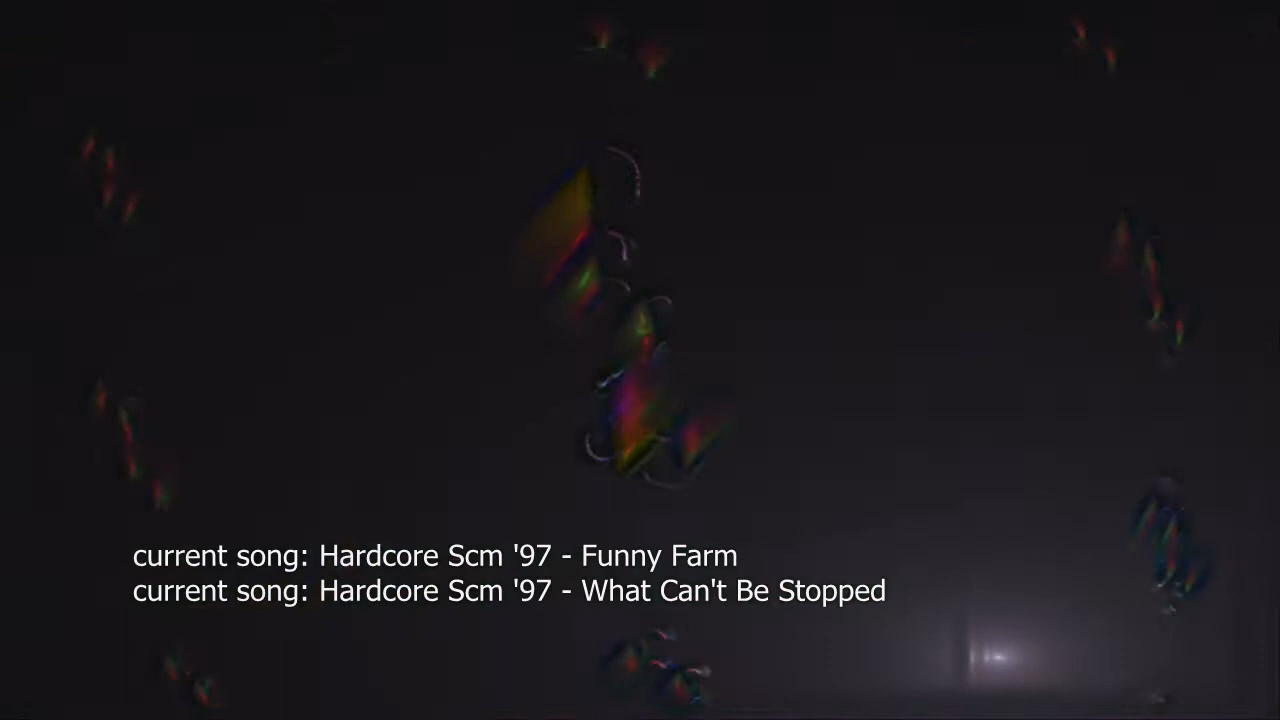 current song: Hardcore Scm '97 - Funny Farm
current song: Hardcore Scm '97 - What Can't Be Stopped